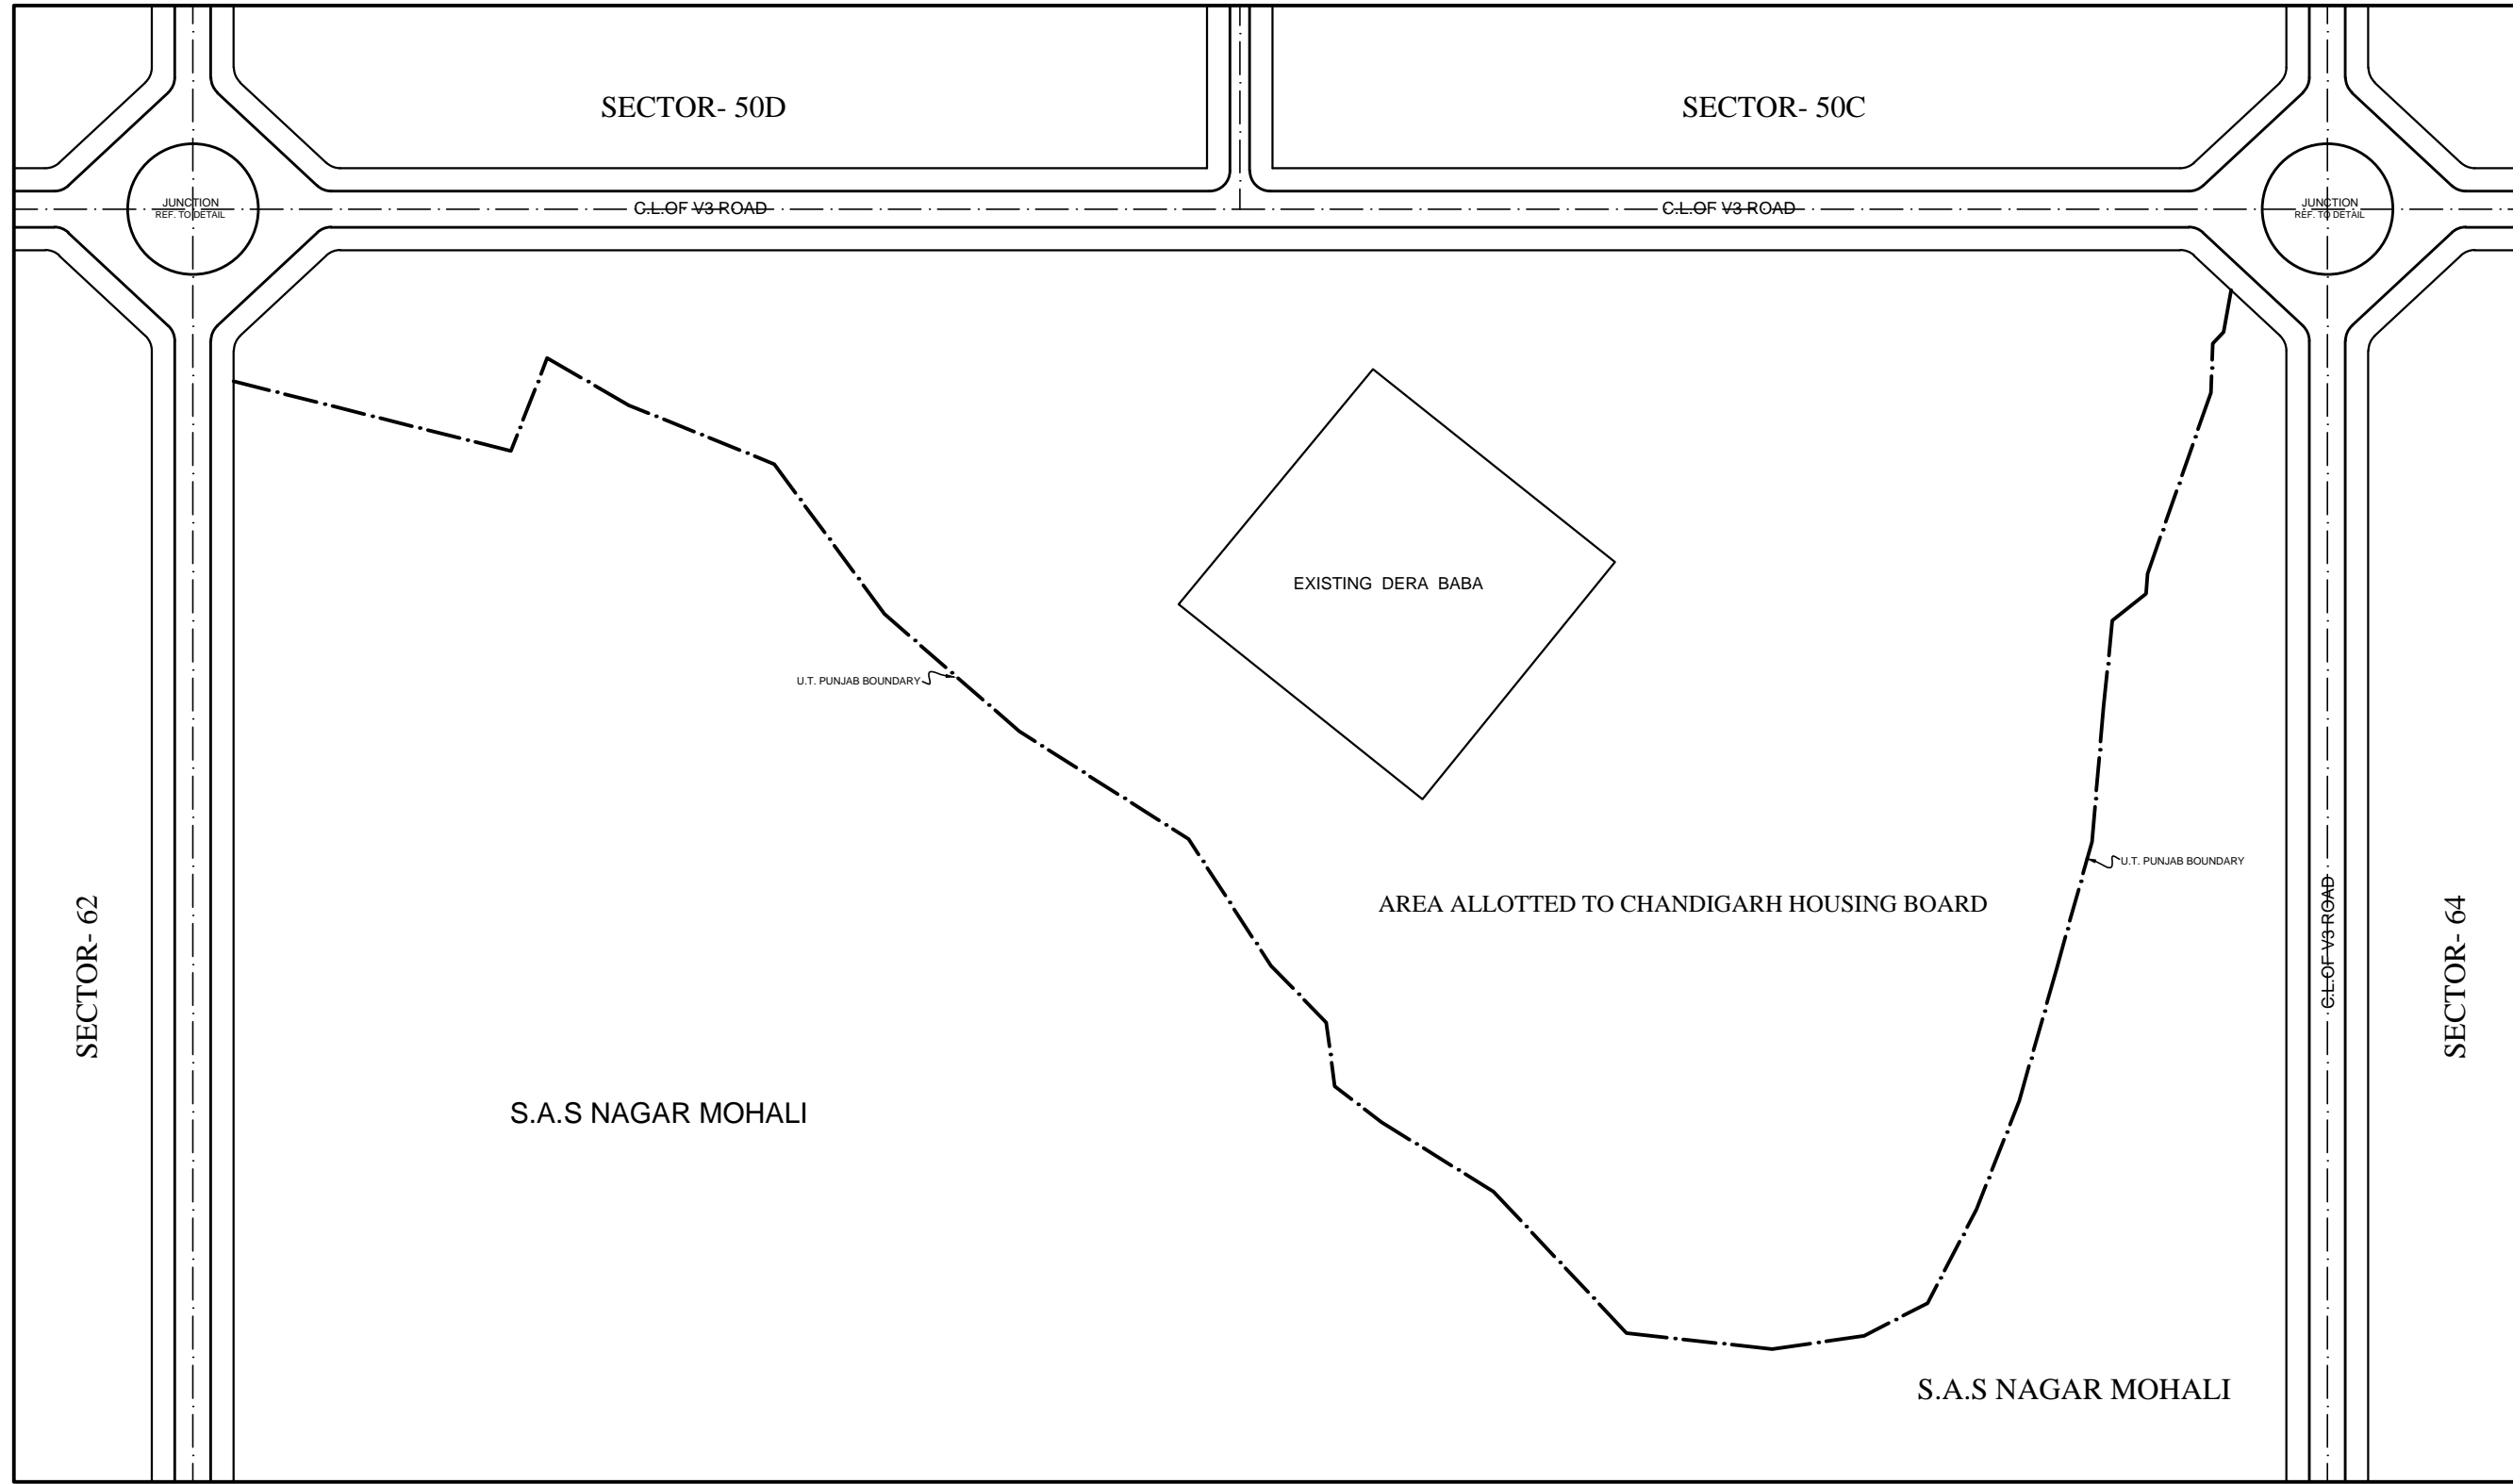 SECTOR- 50D
SECTOR- 50C
JUNCTION
REF. TO DETAIL
C.L.OF V3 ROAD
C.L.OF V3 ROAD
JUNCTION
REF. TO DETAIL
EXISTING DERA BABA
U.T. PUNJAB BOUNDARY
U.T. PUNJAB BOUNDARY
AREA ALLOTTED TO CHANDIGARH HOUSING BOARD
SECTOR- 62
C.L.OF V3 ROAD
SECTOR- 64
S.A.S NAGAR MOHALI
S.A.S NAGAR MOHALI